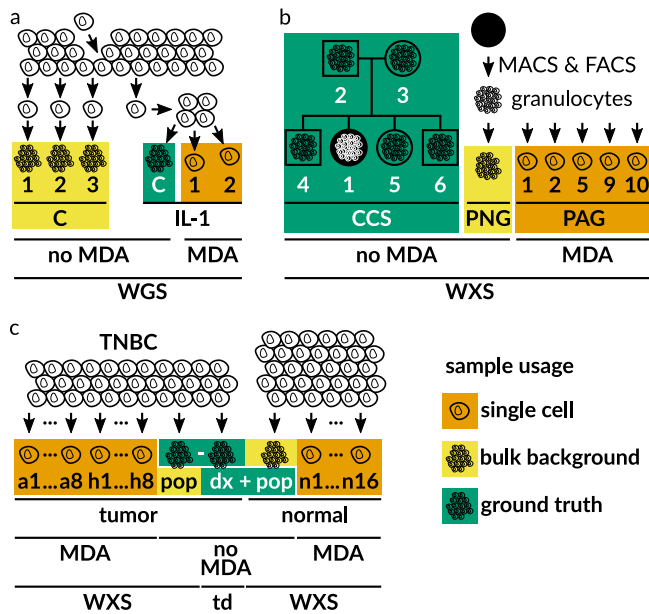 a
C
1 2 3
1 2
C
IL-1
no MDA
MDA
WGS
b
MACS & FACS
granulocytes
2 3
4 1 5 6
1 2 5 9 10
CCS
PNG
PAG
no MDA
MDA
WXS
c
TNBC
... ... ...
... ... - ...
a1...a8 h1...h8 pop dx + pop n1...n16
tumor
normal
MDA
no
MDA
MDA
WXS
td
WXS
sample usage
single cell
bulk background
ground truth